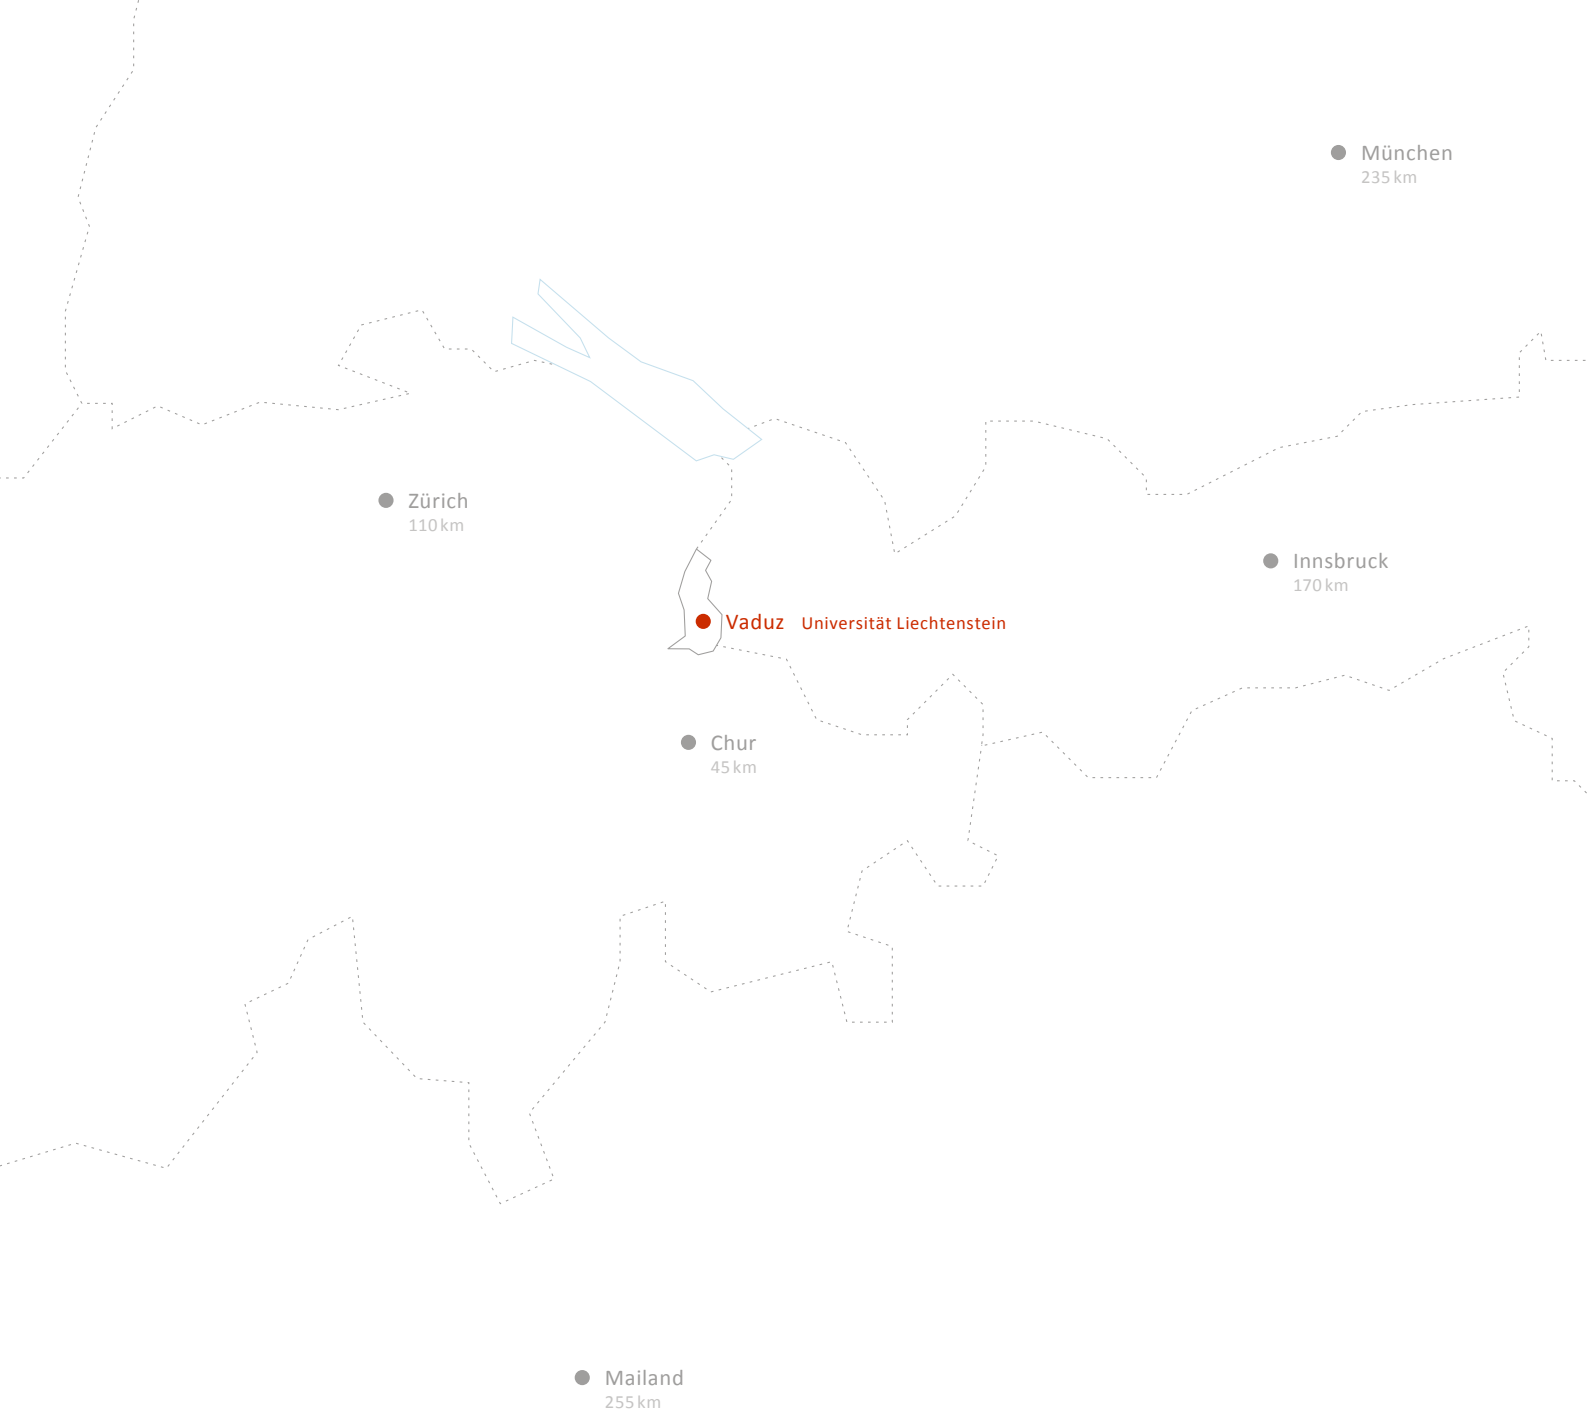 München
235 km
Zürich
110 km
Innsbruck
170 km
Vaduz Universität Liechtenstein
Chur
45 km
Mailand
255 km